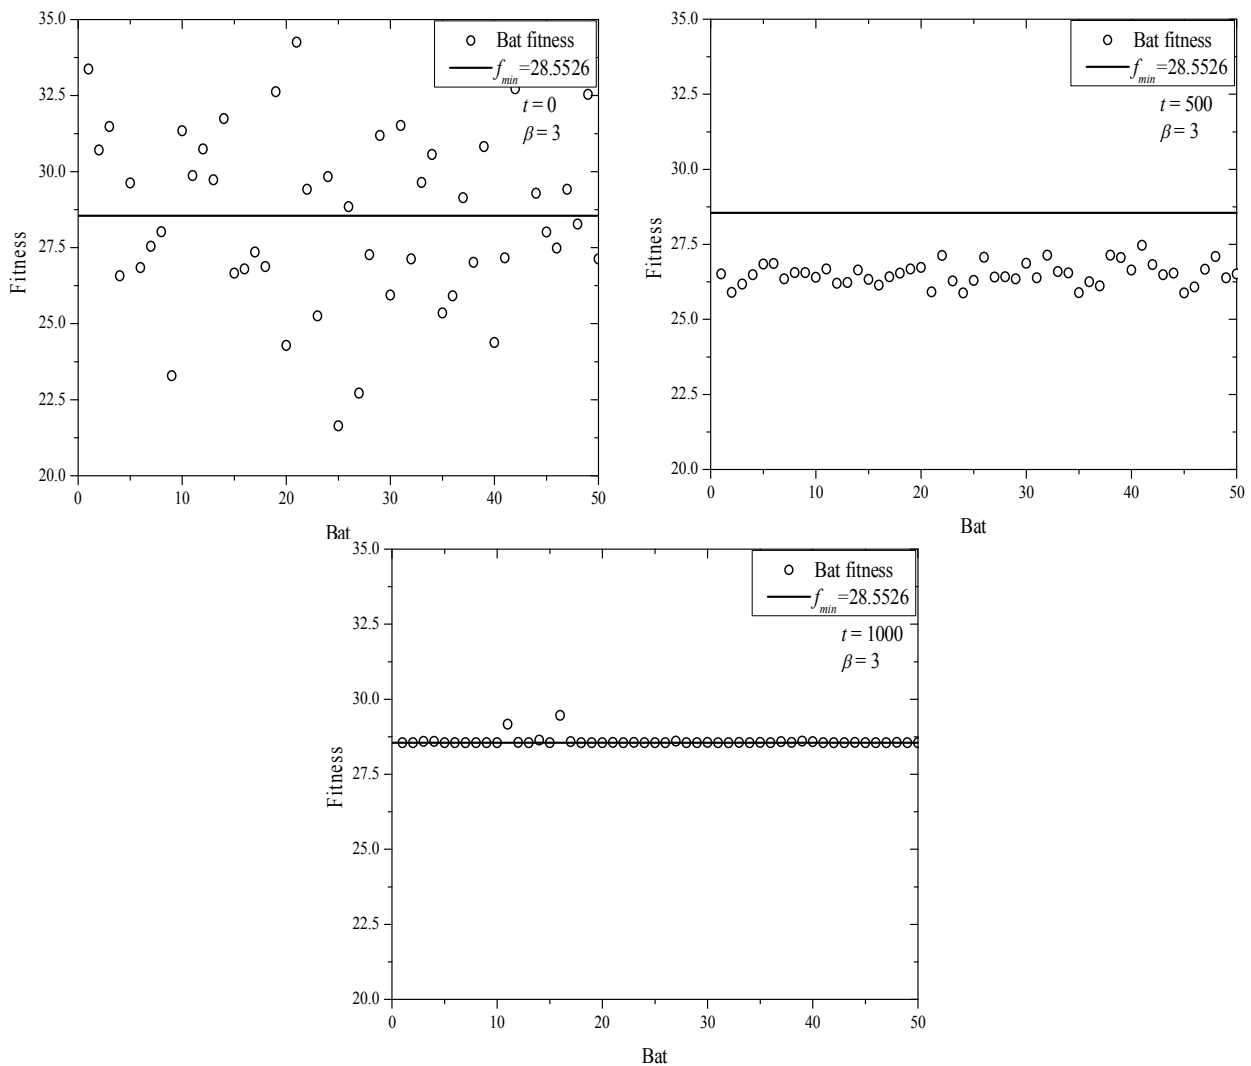 35.0
32.5
30.0
27.5
25.0
22.5
20.0
Fitness
0
10
20
30
40
50
Bat
Bat fitness
f_min=28.5526
t = 0
β = 3
35.0
32.5
30.0
27.5
25.0
22.5
20.0
Fitness
0
10
20
30
40
50
Bat
Bat fitness
f_min=28.5526
t = 500
β = 3
35.0
32.5
30.0
27.5
25.0
22.5
20.0
Fitness
0
10
20
30
40
50
Bat
Bat fitness
f_min=28.5526
t = 1000
β = 3